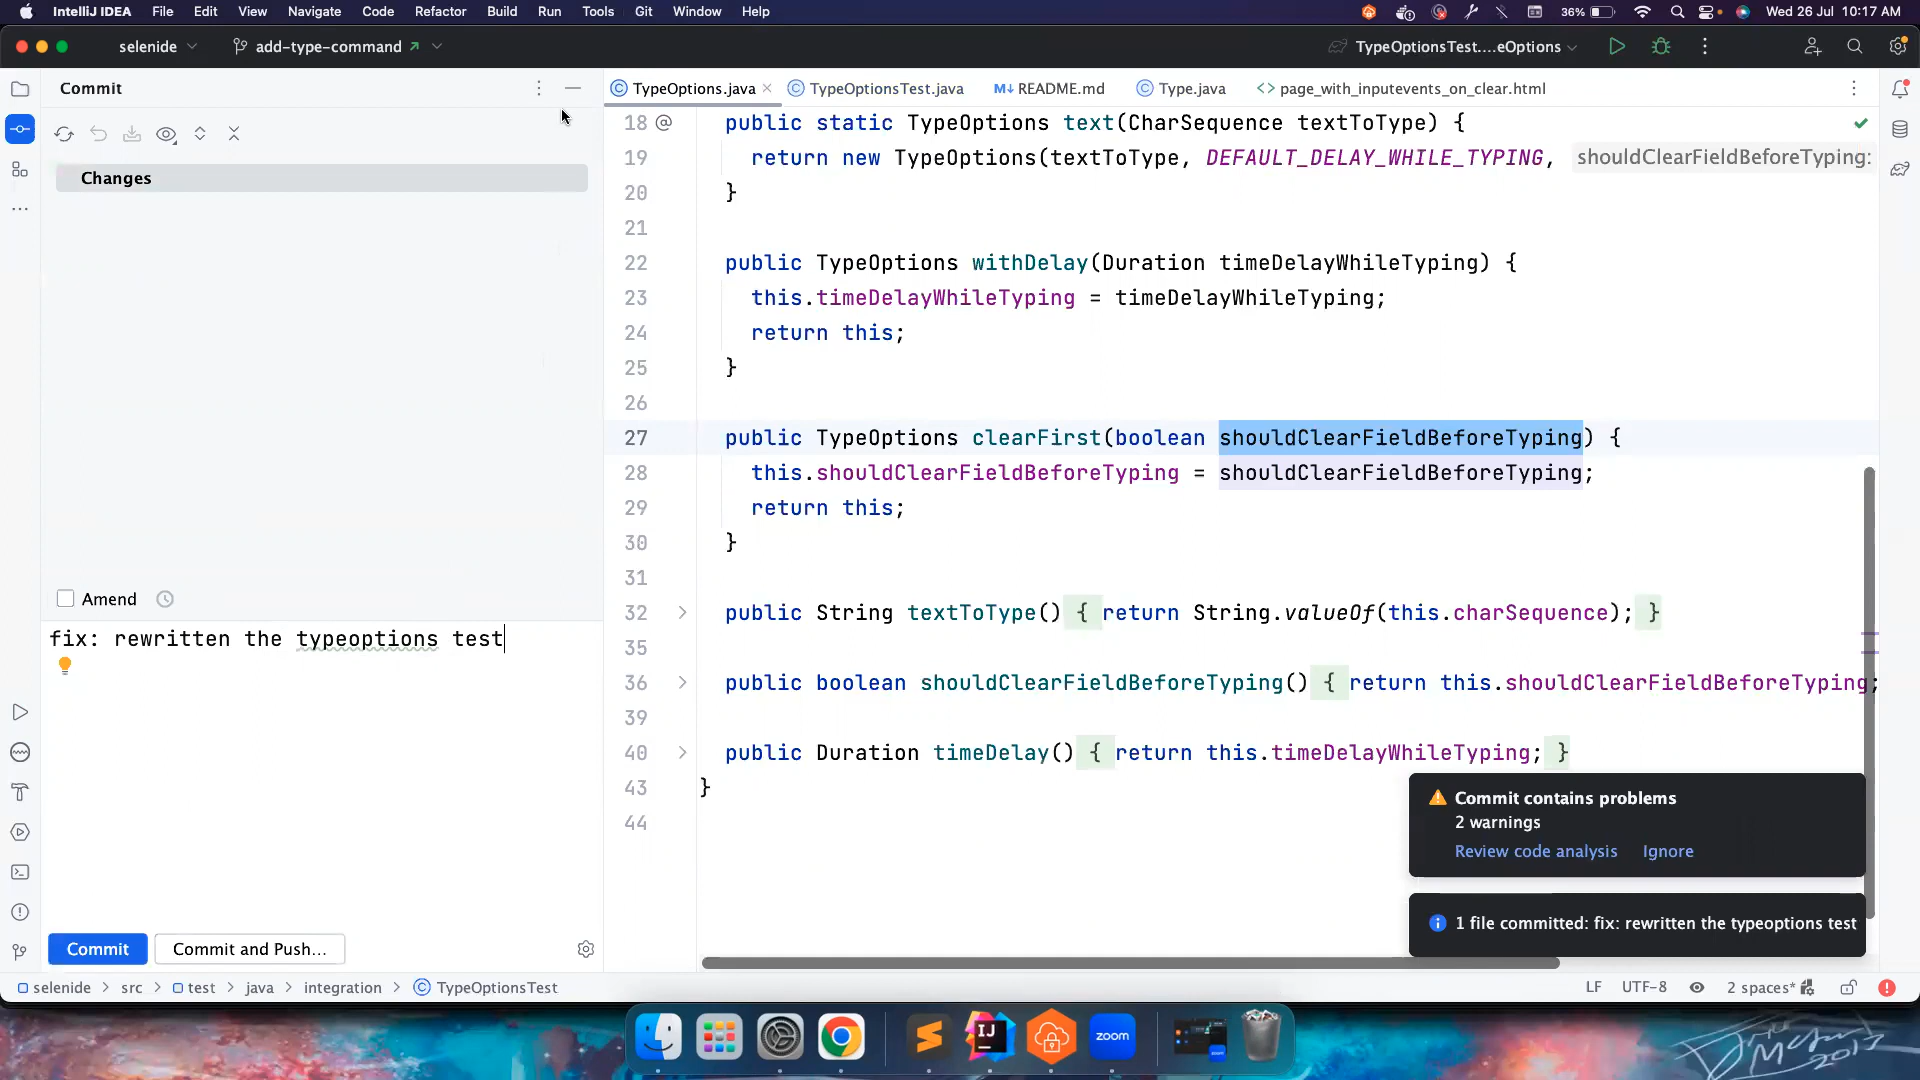 IntelliJ IDEA File Edit View Navigate Code Refactor Build Run Tools Git Window Help 36% Wed 26 Jul 10:17 AM
selenide add-type-command TypeOptionsTest....eOptions
Commit
TypeOptions.java TypeOptionsTest.java M↓ README.md Type.java <> page_with_inputevents_on_clear.html
Changes
18 @ public static TypeOptions text(CharSequence textToType) {
19 return new TypeOptions(textToType, DEFAULT_DELAY_WHILE_TYPING, shouldClearFieldBeforeTyping:
20 }
21
22 public TypeOptions withDelay(Duration timeDelayWhileTyping) {
23 this.timeDelayWhileTyping = timeDelayWhileTyping;
24 return this;
25 }
26
27 public TypeOptions clearFirst(boolean shouldClearFieldBeforeTyping) {
28 this.shouldClearFieldBeforeTyping = shouldClearFieldBeforeTyping;
29 return this;
30 }
31
32 public String textToType() { return String.valueOf(this.charSequence); }
35
36 public boolean shouldClearFieldBeforeTyping() { return this.shouldClearFieldBeforeTyping;
39
40 public Duration timeDelay() { return this.timeDelayWhileTyping; }
43 }
44
Amend
fix: rewritten the typeoptions test
Commit Commit and Push...
Commit contains problems
2 warnings
Review code analysis Ignore
1 file committed: fix: rewritten the typeoptions test
selenide > src > test > java > integration > TypeOptionsTest LF UTF-8 2 spaces*
IJ
zoom
2017